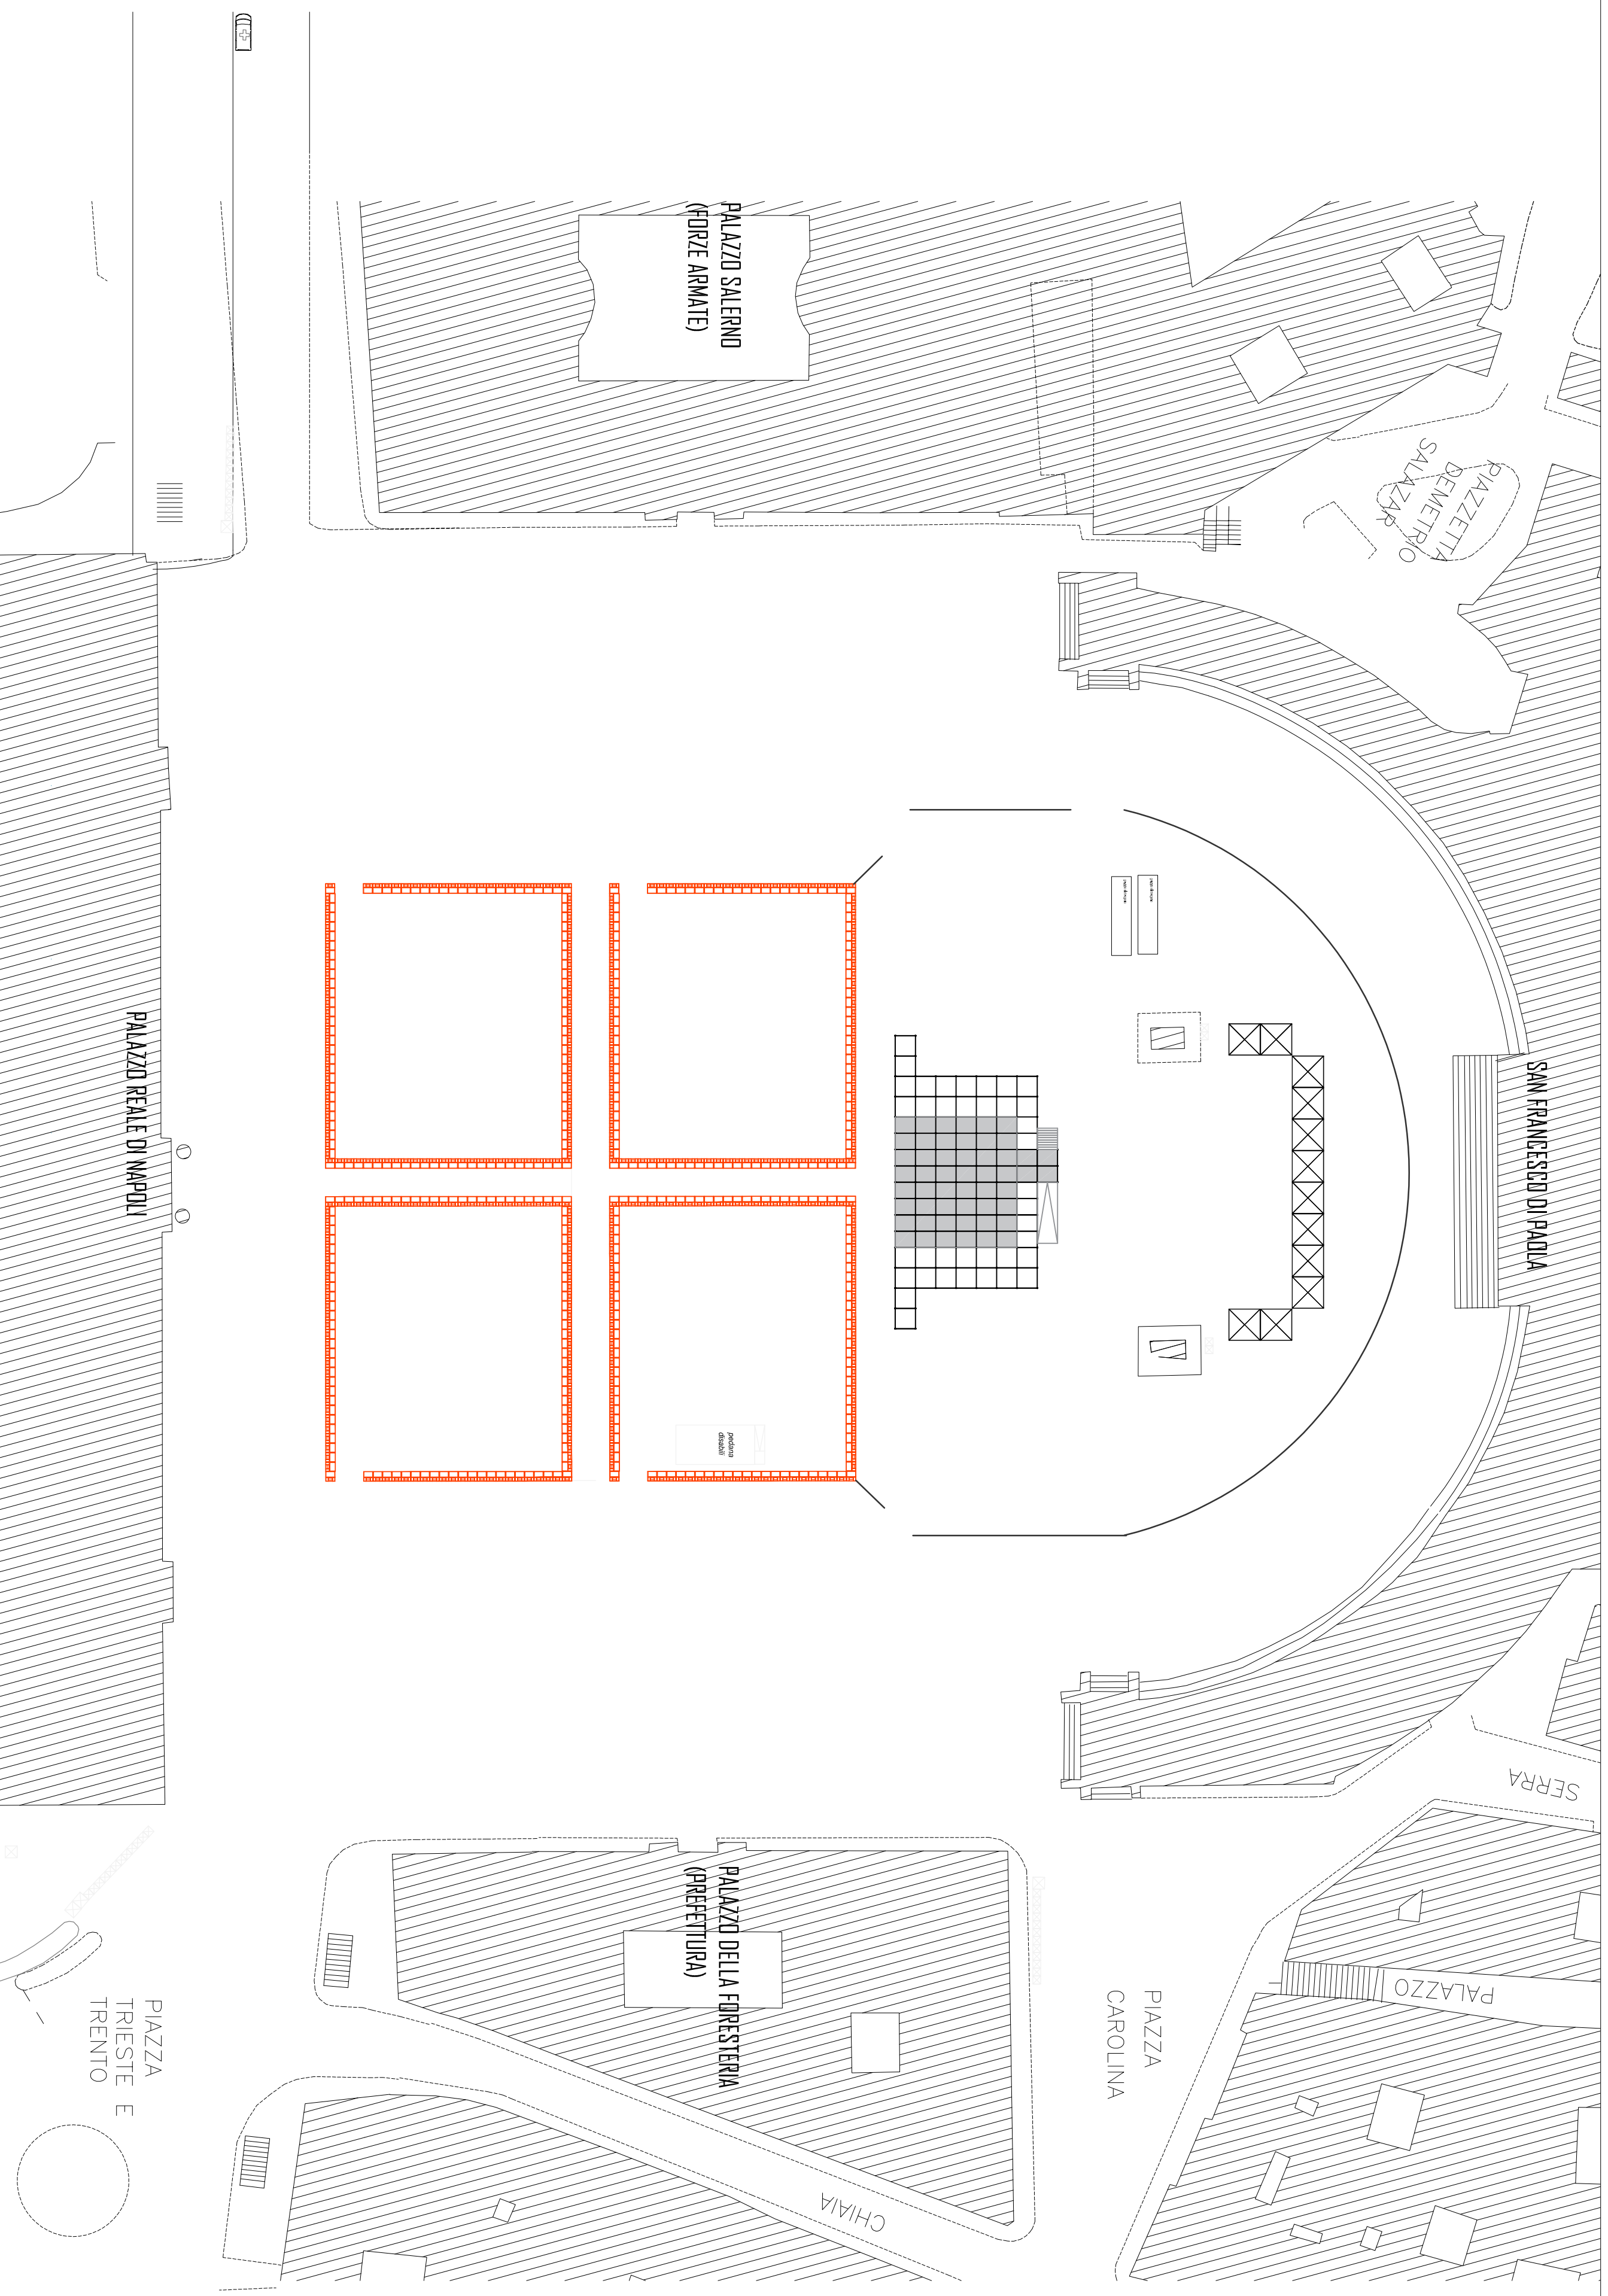 PALAZZO SALERNO
(FORZE ARMATE)
PIAZZETTA
DEMETRIO
SALAZAR
PALAZZO REALE DI NAPOLI
SAN FRANCESCO DI PAOLA
pedana
disabili
SERRA
PALAZZO DELLA FORESTERIA
(PREFETTURA)
PALAZZO
PIAZZA
CAROLINA
PIAZZA
TRIESTE E
TRENTO
CHIAIA